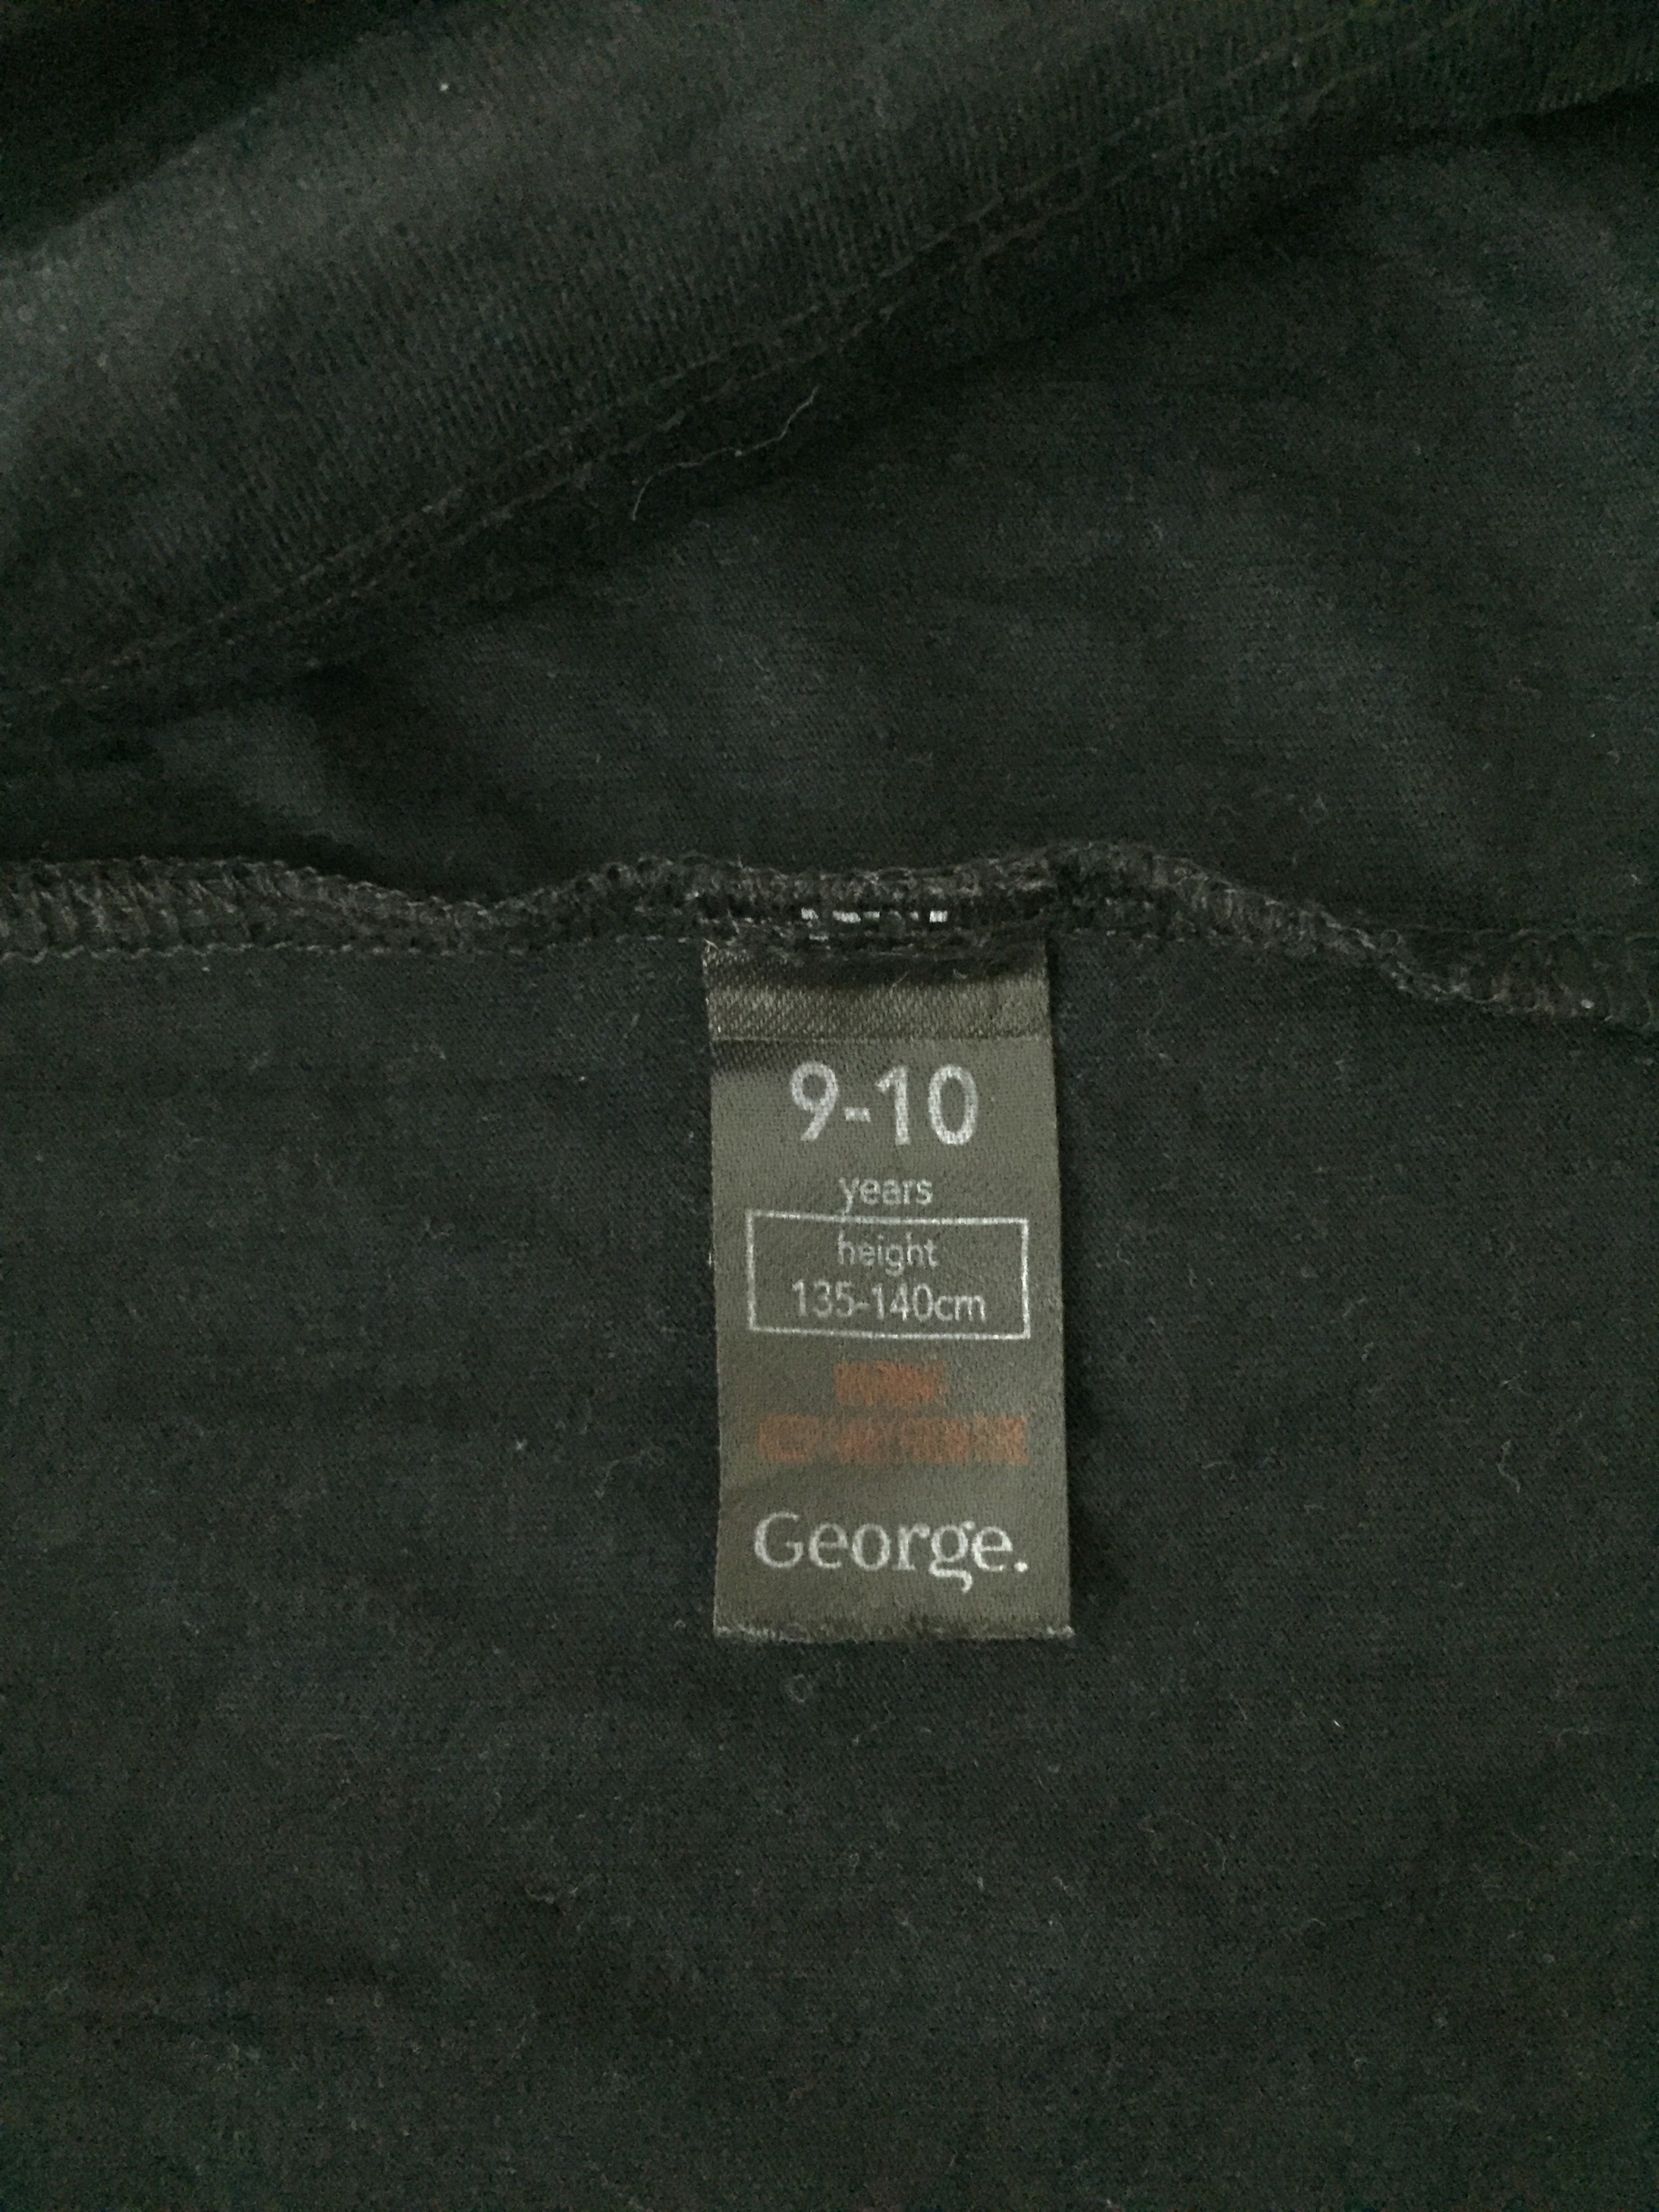 9-10
years
height
135-140cm
George.